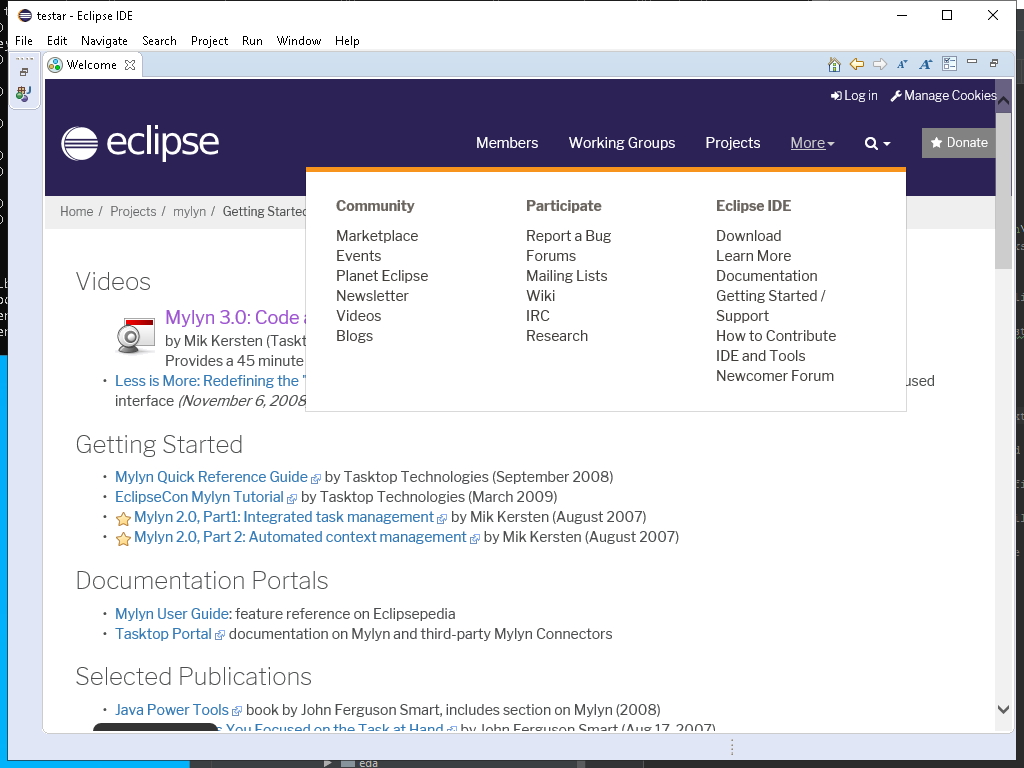 testar - Eclipse IDE
File Edit Navigate Search Project Run Window Help
Welcome
Log in Manage Cookies
eclipse Members Working Groups Projects More Donate
Home / Projects / mylyn / Getting Started
Community Participate Eclipse IDE
Marketplace Report a Bug Download
Events Forums Learn More
Planet Eclipse Mailing Lists Documentation
Newsletter Wiki Getting Started /
Videos IRC Support
Blogs Research How to Contribute
IDE and Tools
Newcomer Forum
Videos
Mylyn 3.0: Code
by Mik Kersten (Taskt
Provides a 45 minute
Less is More: Redefining the " used
interface (November 6, 2008
Getting Started
Mylyn Quick Reference Guide by Tasktop Technologies (September 2008)
EclipseCon Mylyn Tutorial by Tasktop Technologies (March 2009)
Mylyn 2.0, Part1: Integrated task management by Mik Kersten (August 2007)
Mylyn 2.0, Part 2: Automated context management by Mik Kersten (August 2007)
Documentation Portals
Mylyn User Guide: feature reference on Eclipsepedia
Tasktop Portal documentation on Mylyn and third-party Mylyn Connectors
Selected Publications
Java Power Tools book by John Ferguson Smart, includes section on Mylyn (2008)
s You Focused on the Task at Hand by John Ferguson Smart (Aug 17, 2007)
eda